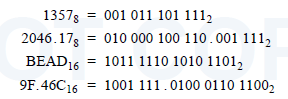 1357₈ = 001 011 101 111₂
2046.17₈ = 010 000 100 110 . 001 111₂
BEAD₁₆ = 1011 1110 1010 1101₂
9F.46C₁₆ = 1001 111 . 0100 0110 1100₂